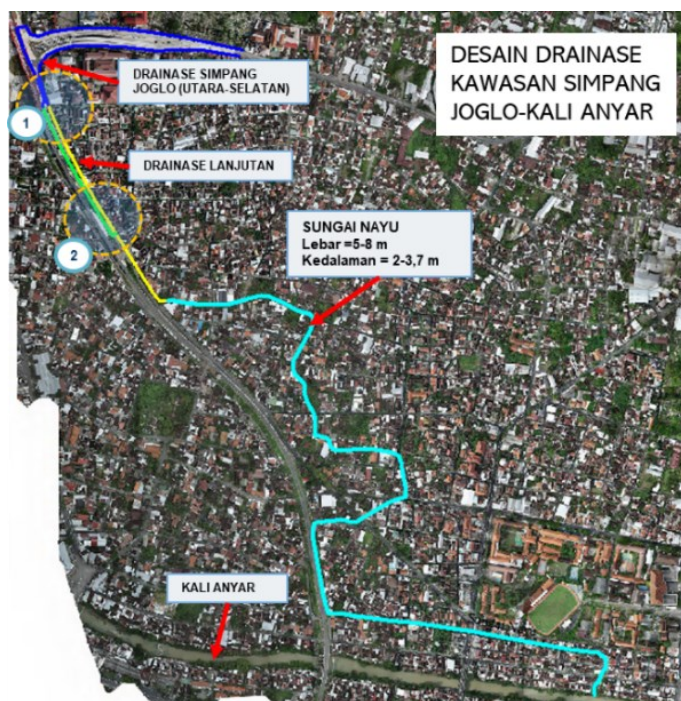 DESAIN DRAINASE
KAWASAN SIMPANG
JOGLO-KALI ANYAR
DRAINASE SIMPANG
JOGLO (UTARA-SELATAN)
1
DRAINASE LANJUTAN
2
SUNGAI NAYU
Lebar =5-8 m
Kedalaman = 2-3,7 m
KALI ANYAR